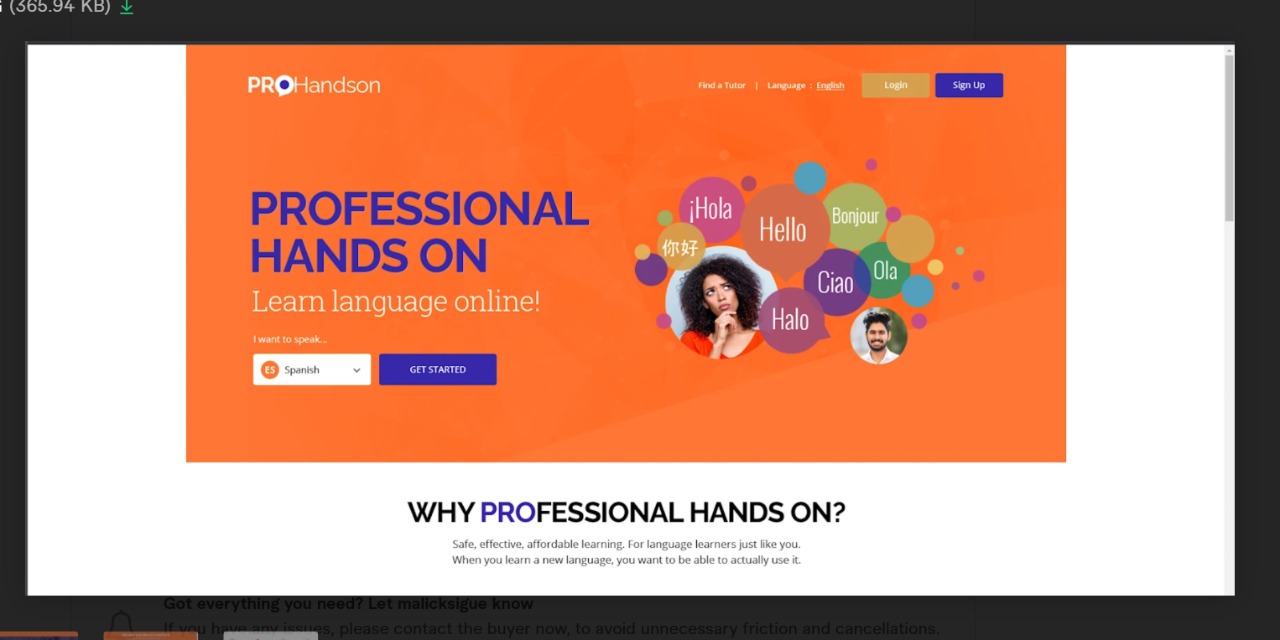 (365.94 KB)
PROHandson
Find a Tutor | Language : English
Login
Sign Up
PROFESSIONAL
HANDS ON
Learn language online!
I want to speak...
ES Spanish
GET STARTED
¡Hola
Hello
Bonjour
你好
Ciao
Ola
Halo
WHY PROFESSIONAL HANDS ON?
Safe, effective, affordable learning. For language learners just like you.
When you learn a new language, you want to be able to actually use it.
Got everything you need? Let malicksigue know
If you have any issues, please contact the buyer now, to avoid unnecessary friction and cancellations.